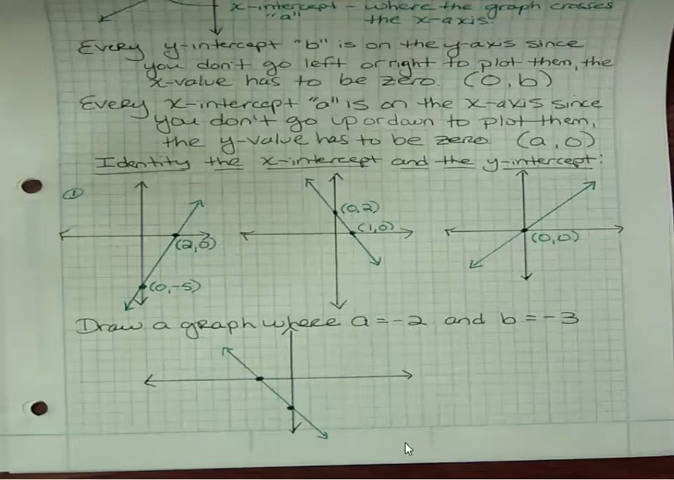 x-intercept - where the graph crosses
"a" the x-axis.
Every y-intercept "b" is on the y-axis since
you don't go left or right to plot them, the
x-value has to be zero. (0, b)
Every x-intercept "a" is on the x-axis since
you don't go up or down to plot them,
the y-value has to be zero (a, 0)
Identity the x-intercept and the y-intercept:
①
(2,0)
(0,-5)
(0,2)
(1,0)
(0,0)
Draw a graph where a = -2 and b = -3